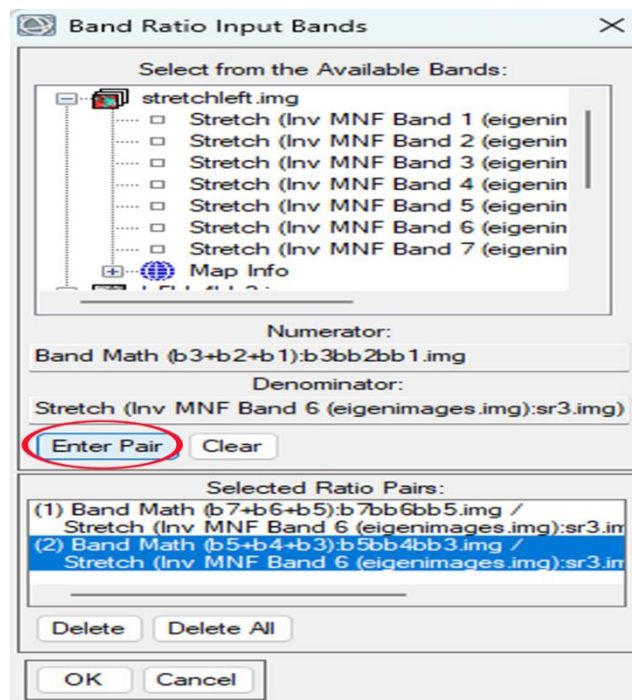 Band Ratio Input Bands
Select from the Available Bands:
stretchleft.img
Stretch (Inv MNF Band 1 (eigenin
Stretch (Inv MNF Band 2 (eigenin
Stretch (Inv MNF Band 3 (eigenin
Stretch (Inv MNF Band 4 (eigenin
Stretch (Inv MNF Band 5 (eigenin
Stretch (Inv MNF Band 6 (eigenin
Stretch (Inv MNF Band 7 (eigenin
Map Info
Numerator:
Band Math (b3+b2+b1):b3bb2bb1.img
Denominator:
Stretch (Inv MNF Band 6 (eigenimages.img):sr3.img)
Enter Pair Clear
Selected Ratio Pairs:
(1) Band Math (b7+b6+b5):b7bb6bb5.img /
Stretch (Inv MNF Band 6 (eigenimages.img):sr3.im
(2) Band Math (b5+b4+b3):b5bb4bb3.img /
Stretch (Inv MNF Band 6 (eigenimages.img):sr3.im
Delete Delete All
OK Cancel